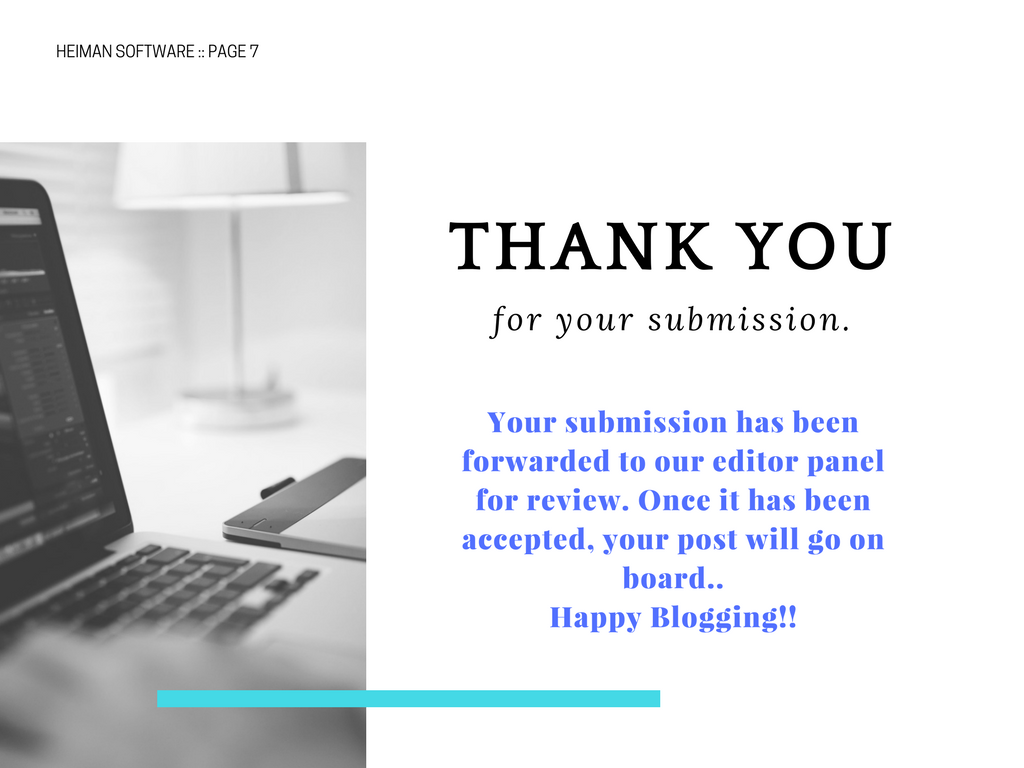 HEIMAN SOFTWARE :: PAGE 7
THANK YOU
for your submission.
Your submission has been
forwarded to our editor panel
for review. Once it has been
accepted, your post will go on
board..
Happy Blogging!!